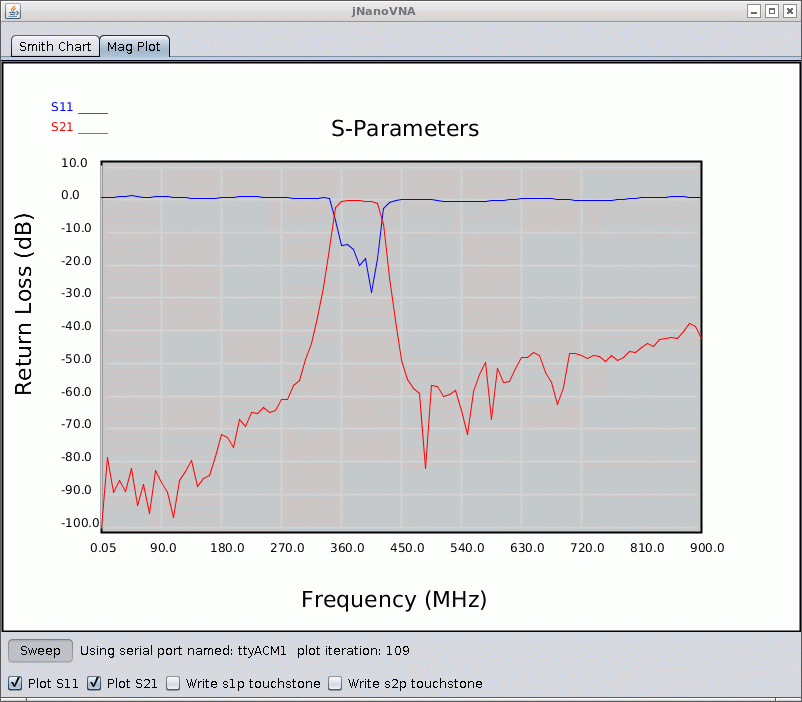 jNanoVNA
Smith Chart Mag Plot
S11
S21
S-Parameters
Return Loss (dB)
10.0
0.0
-10.0
-20.0
-30.0
-40.0
-50.0
-60.0
-70.0
-80.0
-90.0
-100.0
0.05 90.0 180.0 270.0 360.0 450.0 540.0 630.0 720.0 810.0 900.0
Frequency (MHz)
Sweep Using serial port named: ttyACM1 plot iteration: 109
Plot S11 Plot S21 Write s1p touchstone Write s2p touchstone